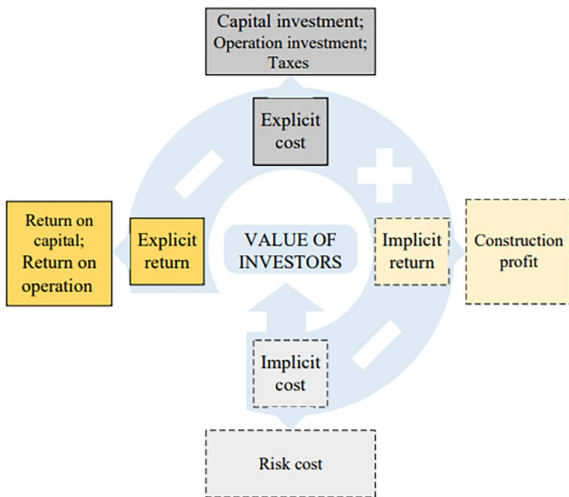 Capital investment;
Operation investment;
Taxes
Explicit
cost
Return on
capital;
Return on
operation
Explicit
return
VALUE OF
INVESTORS
Implicit
return
Construction
profit
Implicit
cost
Risk cost